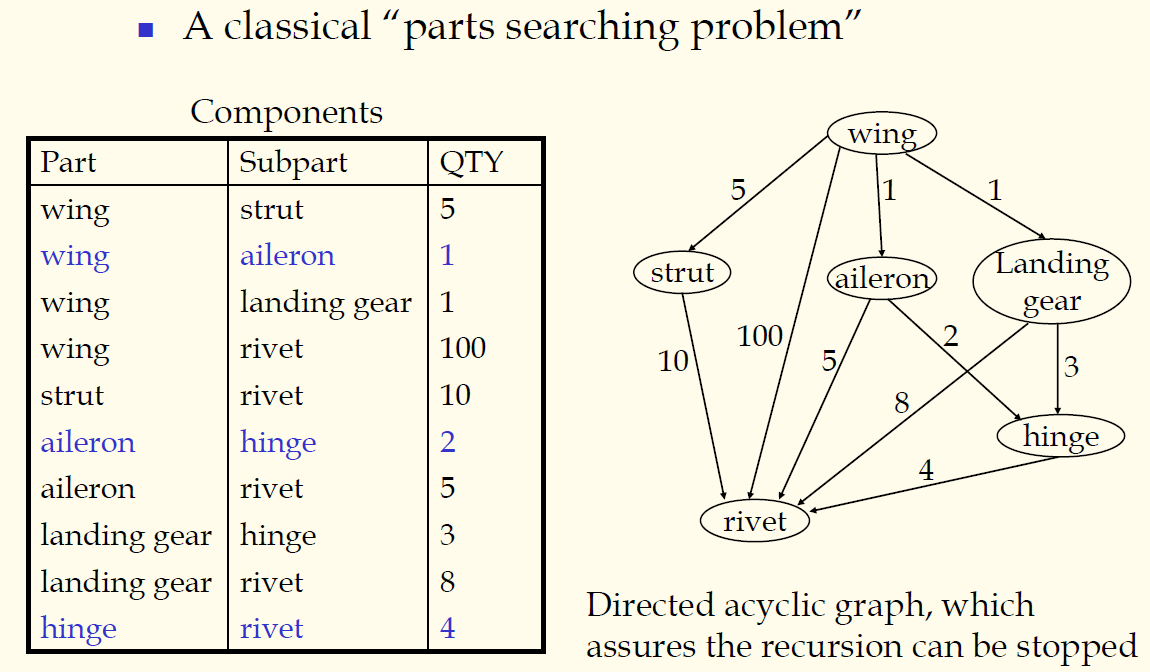 A classical “parts searching problem”
Components
Part Subpart QTY
wing strut 5
wing aileron 1
wing landing gear 1
wing rivet 100
strut rivet 10
aileron hinge 2
aileron rivet 5
landing gear hinge 3
landing gear rivet 8
hinge rivet 4
wing
5 1 1
strut aileron Landing
gear
10 100 5 2 3
8
hinge
4
rivet
Directed acyclic graph, which
assures the recursion can be stopped